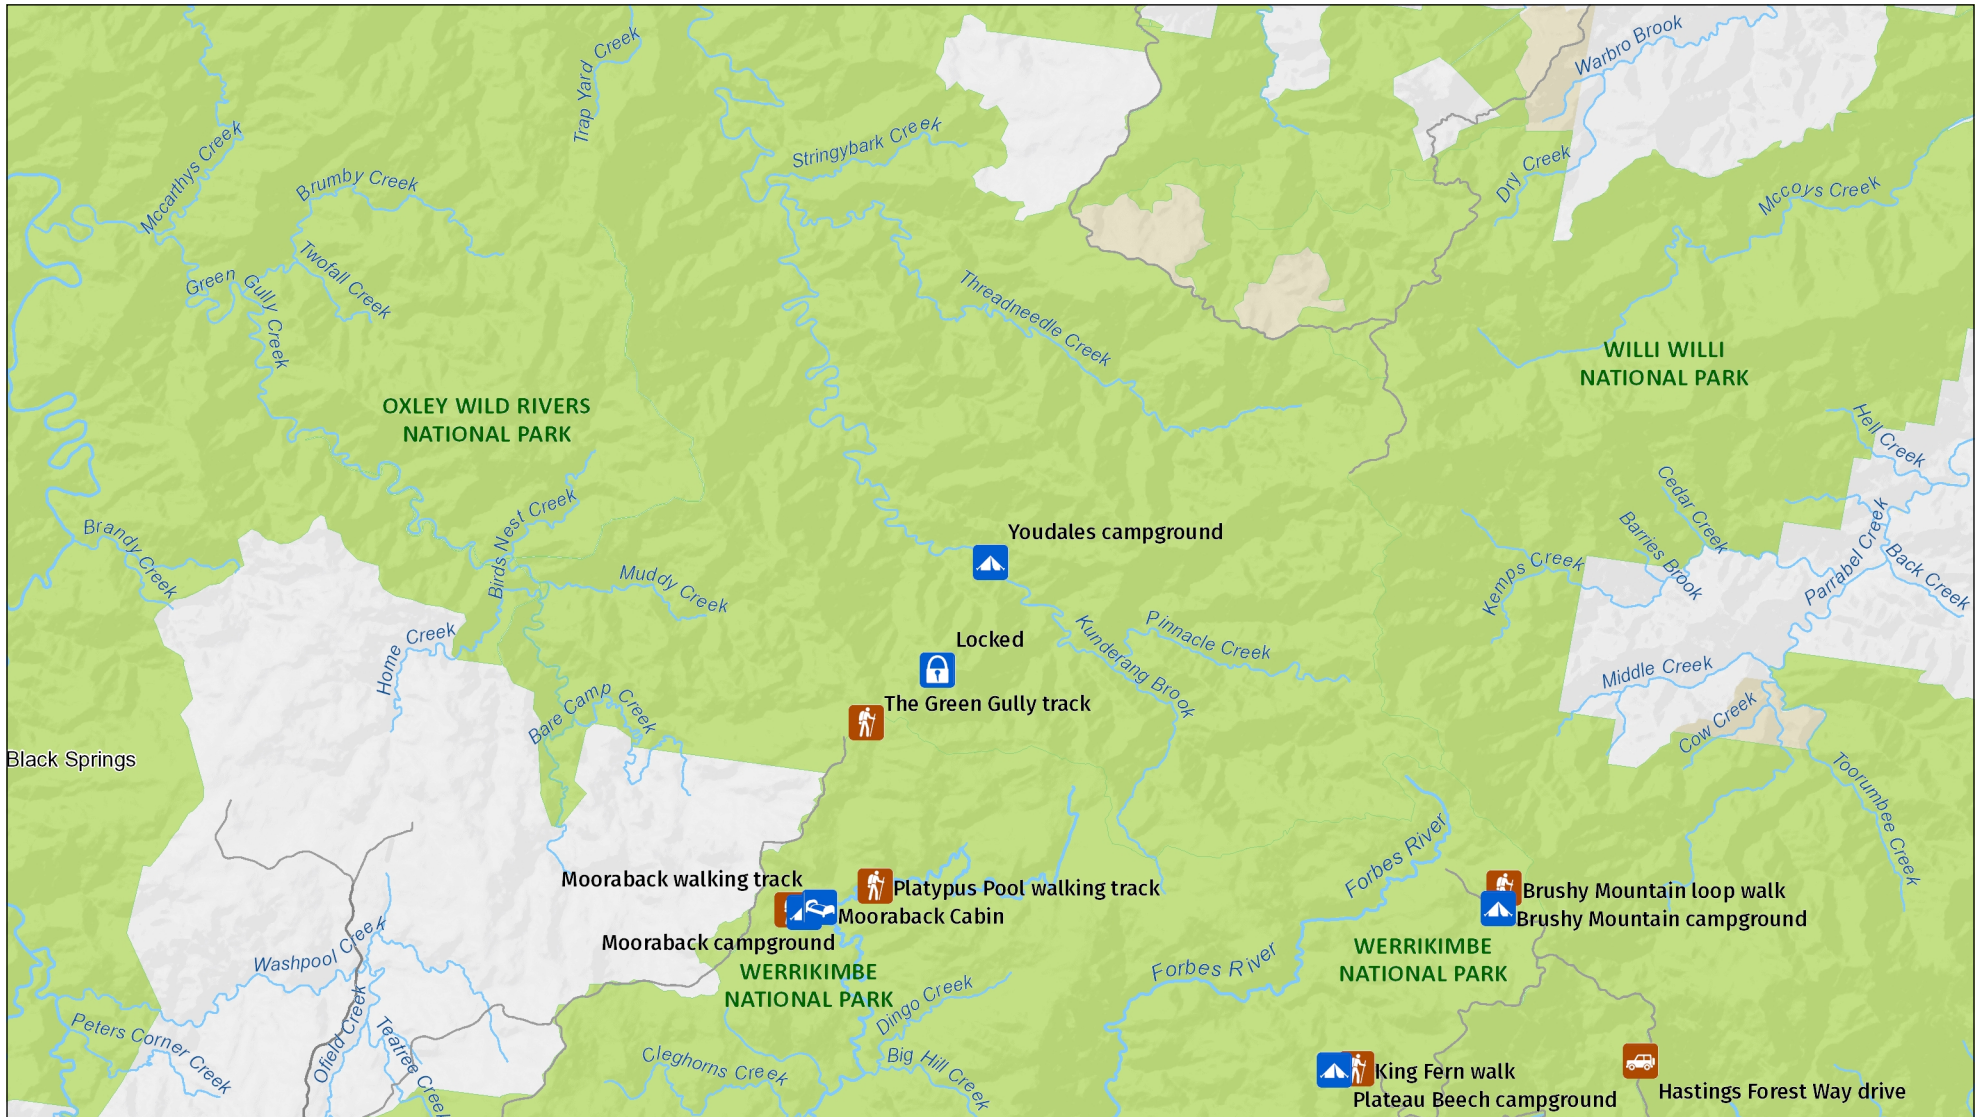 Trap Yard Creek
Warbro Brook
Mccarthys Creek
Stringybark Creek
Brumby Creek
Dry Creek
Mccoys Creek
Green Gully Creek
Twofall Creek
Threadneedle Creek
WILLI WILLI
NATIONAL PARK
OXLEY WILD RIVERS
NATIONAL PARK
Hell Creek
Cedar Creek
Barries Brook
Brandy Creek
Birds Nest Creek
Youdales campground
Parrabel Creek
Back Creek
Kemps Creek
Muddy Creek
Home Creek
Locked
Kunderang Brook
Pinnacle Creek
Middle Creek
The Green Gully track
Bare Camp Creek
Cow Creek
Black Springs
Toorumbee Creek
Forbes River
Mooraback walking track
Platypus Pool walking track
Mooraback Cabin
Mooraback campground
Brushy Mountain loop walk
Brushy Mountain campground
Washpool Creek
WERRIKIMBE
NATIONAL PARK
Forbes River
WERRIKIMBE
NATIONAL PARK
Dingo Creek
Peters Corner Creek
Ofield Creek
Teatree Creek
Cleghorns Creek
Big Hill Creek
King Fern walk
Plateau Beech campground
Hastings Forest Way drive